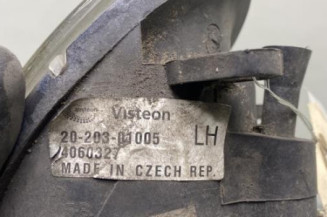 Visteon
20-203-01005 LH
4060327
MADE IN CZECH REP.